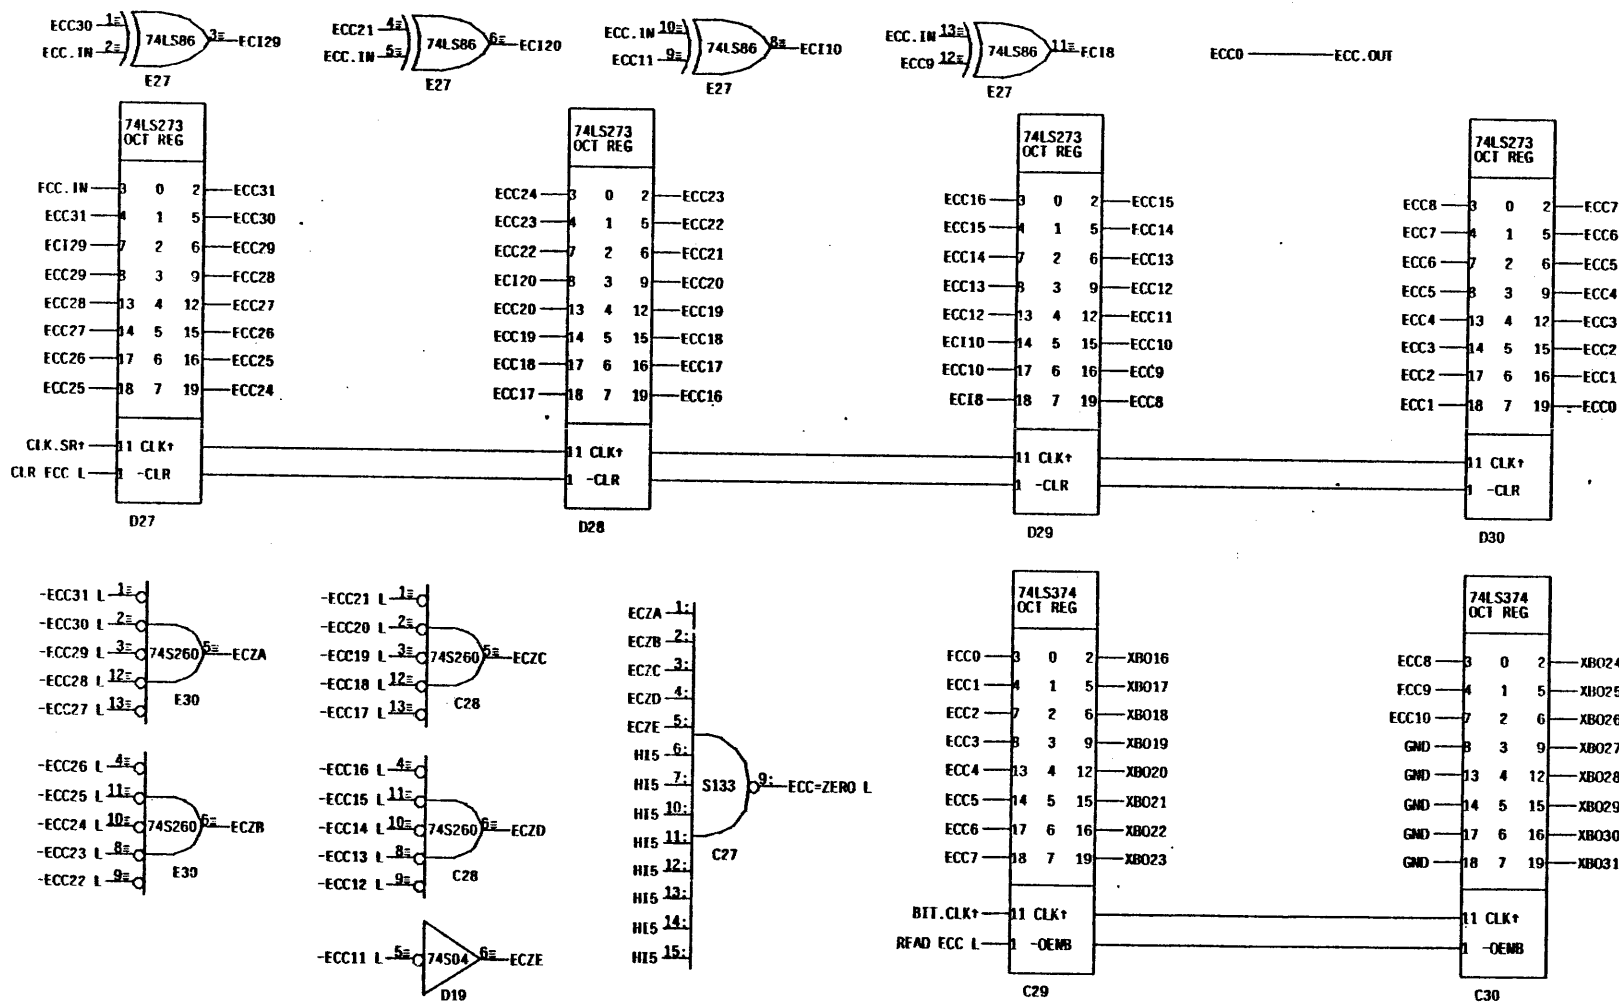 ECC30 1≡ 74LS86 3≡ ECI29
ECC.IN 2≡
E27
ECC21 4≡ 74LS86 6≡ ECI20
ECC.IN 5≡
E27
ECC.IN 10≡ 74LS86 8≡ ECI10
ECC11 9≡
E27
ECC.IN 13≡ 74LS86 11≡ ECI8
ECC9 12≡
E27
ECC0 ECC.OUT
74LS273
OCT REG
ECC.IN 3 0 2 ECC31
ECC31 4 1 5 ECC30
ECI29 7 2 6 ECC29
ECC29 8 3 9 ECC28
ECC28 13 4 12 ECC27
ECC27 14 5 15 ECC26
ECC26 17 6 16 ECC25
ECC25 18 7 19 ECC24
CLK.SR↑ 11 CLK↑
CLR ECC L 1 -CLR
D27
74LS273
OCT REG
ECC24 3 0 2 ECC23
ECC23 4 1 5 ECC22
ECC22 7 2 6 ECC21
ECI20 8 3 9 ECC20
ECC20 13 4 12 ECC19
ECC19 14 5 15 ECC18
ECC18 17 6 16 ECC17
ECC17 18 7 19 ECC16
11 CLK↑
1 -CLR
D28
74LS273
OCT REG
ECC16 3 0 2 ECC15
ECC15 4 1 5 ECC14
ECC14 7 2 6 ECC13
ECC13 8 3 9 ECC12
ECC12 13 4 12 ECC11
ECI10 14 5 15 ECC10
ECC10 17 6 16 ECC9
ECI8 18 7 19 ECC8
11 CLK↑
1 -CLR
D29
74LS273
OCT REG
ECC8 3 0 2 ECC7
ECC7 4 1 5 ECC6
ECC6 7 2 6 ECC5
ECC5 8 3 9 ECC4
ECC4 13 4 12 ECC3
ECC3 14 5 15 ECC2
ECC2 17 6 16 ECC1
ECC1 18 7 19 ECC0
11 CLK↑
1 -CLR
D30
-ECC31 L 1≡
-ECC30 L 2≡
-ECC29 L 3≡ 74S260 5≡ ECZA
-ECC28 L 12≡
-ECC27 L 13≡
E30
-ECC26 L 4≡
-ECC25 L 11≡
-ECC24 L 10≡ 74S260 6≡ ECZB
-ECC23 L 8≡
-ECC22 L 9≡
E30
-ECC21 L 1≡
-ECC20 L 2≡
-ECC19 L 3≡ 74S260 5≡ ECZC
-ECC18 L 12≡
-ECC17 L 13≡
C28
-ECC16 L 4≡
-ECC15 L 11≡
-ECC14 L 10≡ 74S260 6≡ ECZD
-ECC13 L 8≡
-ECC12 L 9≡
C28
-ECC11 L 5≡ 74S04 6≡ ECZE
D19
ECZA 1:
ECZB 2:
ECZC 3:
ECZD 4:
ECZE 5:
HI5 6:
HI5 7: S133 9: ECC=ZERO L
HI5 10:
HI5 11:
HI5 12:
HI5 13:
HI5 14:
HI5 15:
C27
74LS374
OCT REG
ECC0 3 0 2 XBO16
ECC1 4 1 5 XBO17
ECC2 7 2 6 XBO18
ECC3 8 3 9 XBO19
ECC4 13 4 12 XBO20
ECC5 14 5 15 XBO21
ECC6 17 6 16 XBO22
ECC7 18 7 19 XBO23
BIT.CLK↑ 11 CLK↑
READ ECC L 1 -OENB
C29
74LS374
OCT REG
ECC8 3 0 2 XBO24
ECC9 4 1 5 XBO25
ECC10 7 2 6 XBO26
GND 8 3 9 XBO27
GND 13 4 12 XBO28
GND 14 5 15 XBO29
GND 17 6 16 XBO30
GND 18 7 19 XBO31
11 CLK↑
1 -OENB
C30